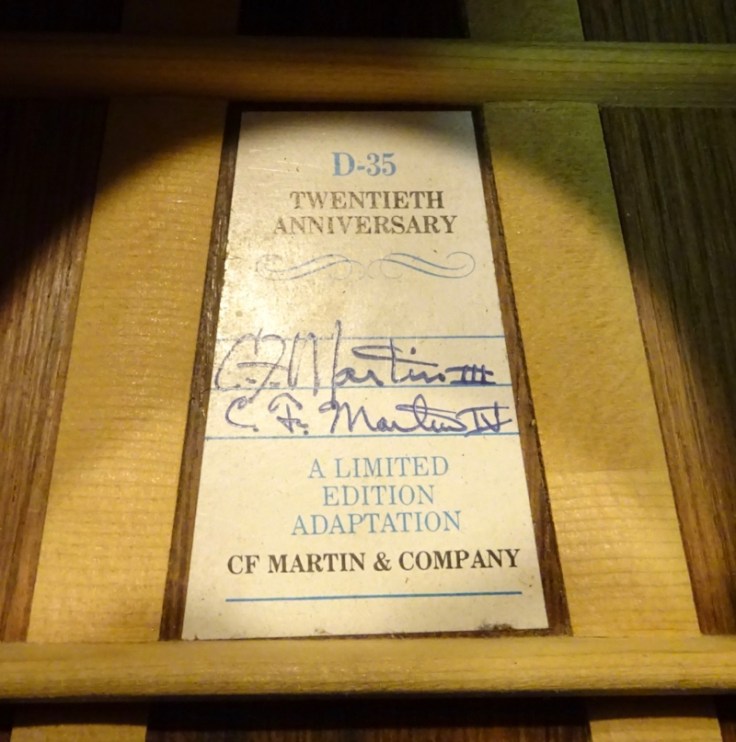 D-35
TWENTIETH
ANNIVERSARY
C. F. Martin III
C. F. Martin IV
A LIMITED
EDITION
ADAPTATION
CF MARTIN & COMPANY